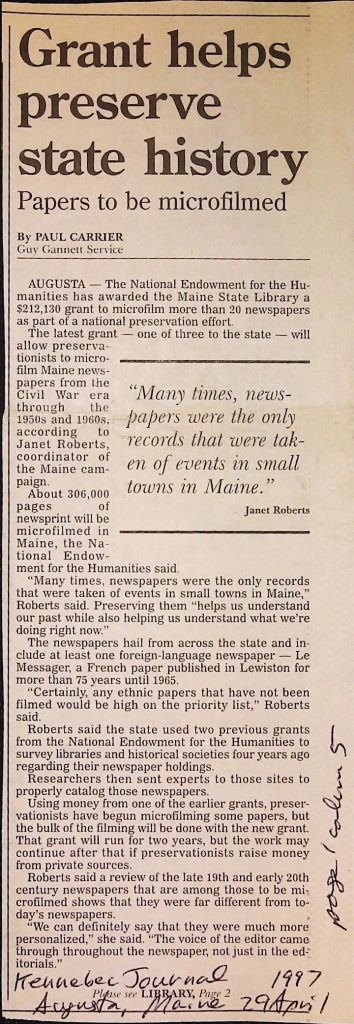 Grant helps
preserve
state history
Papers to be microfilmed
By PAUL CARRIER
Guy Gannett Service
AUGUSTA — The National Endowment for the Hu-
manities has awarded the Maine State Library a
$212,130 grant to microfilm more than 20 newspapers
as part of a national preservation effort.
The latest grant — one of three to the state — will
allow preserva-
tionists to micro-
film Maine news-
papers from the
Civil War era
through the
1950s and 1960s,
according to
Janet Roberts,
coordinator of
the Maine cam-
paign.
About 306,000
pages of
newsprint will be
microfilmed in
Maine, the Na-
tional Endow-
ment for the Humanities said.
"Many times, news-
papers were the only
records that were tak-
en of events in small
towns in Maine."
Janet Roberts
"Many times, newspapers were the only records
that were taken of events in small towns in Maine,"
Roberts said. Preserving them "helps us understand
our past while also helping us understand what we're
doing right now."
The newspapers hail from across the state and in-
clude at least one foreign-language newspaper — Le
Messager, a French paper published in Lewiston for
more than 75 years until 1965.
"Certainly, any ethnic papers that have not been
filmed would be high on the priority list," Roberts
said.
Roberts said the state used two previous grants
from the National Endowment for the Humanities to
survey libraries and historical societies four years ago
regarding their newspaper holdings.
Researchers then sent experts to those sites to
properly catalog those newspapers.
Using money from one of the earlier grants, preser-
vationists have begun microfilming some papers, but
the bulk of the filming will be done with the new grant.
That grant will run for two years, but the work may
continue after that if preservationists raise money
from private sources.
Roberts said a review of the late 19th and early 20th
century newspapers that are among those to be mi-
crofilmed shows that they were far different from to-
day's newspapers.
"We can definitely say that they were much more
personalized," she said. "The voice of the editor came
through throughout the newspaper, not just in the ed-
itorials."
Please see LIBRARY, Page 2
Kennebec Journal 1997
Augusta, Maine 29 April
page 1 column 5